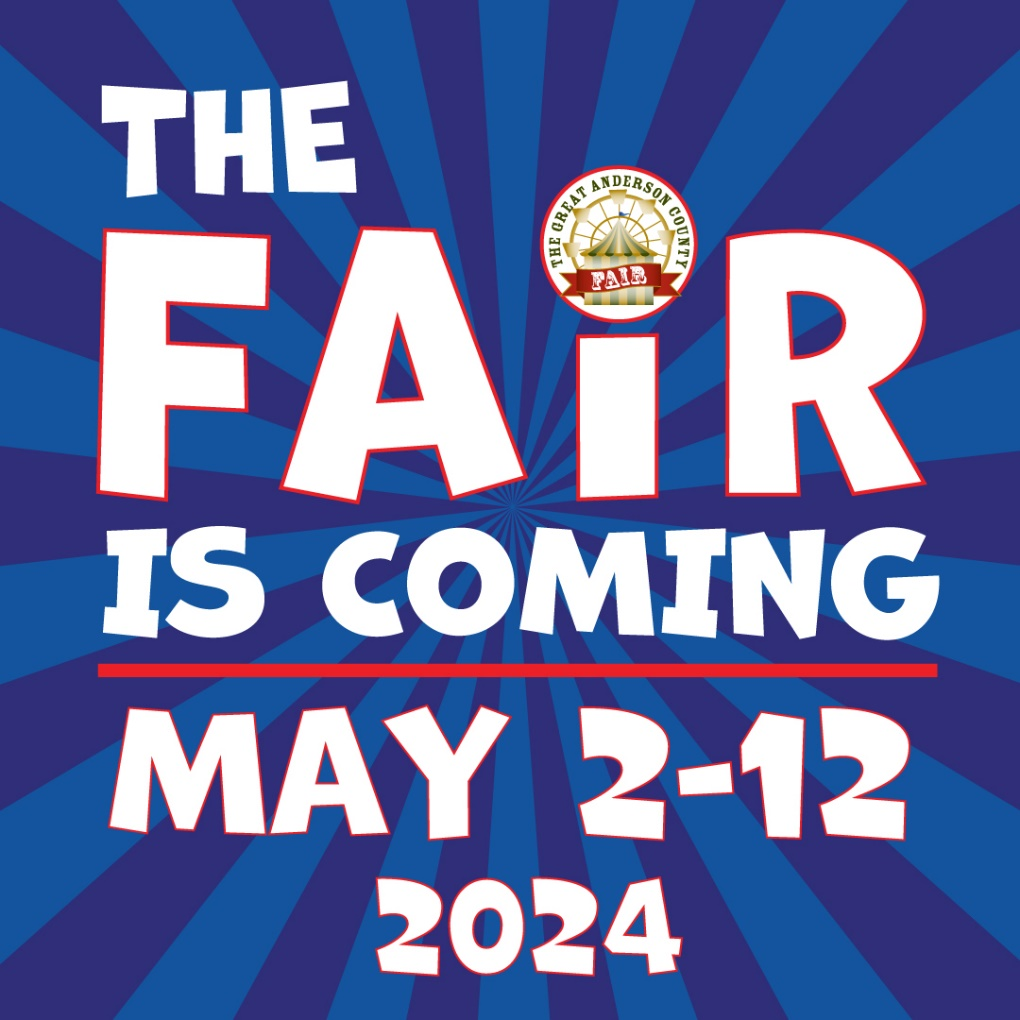 THE
FAiR
THE GREAT ANDERSON COUNTY
FAIR
IS COMING
MAY 2-12
2024